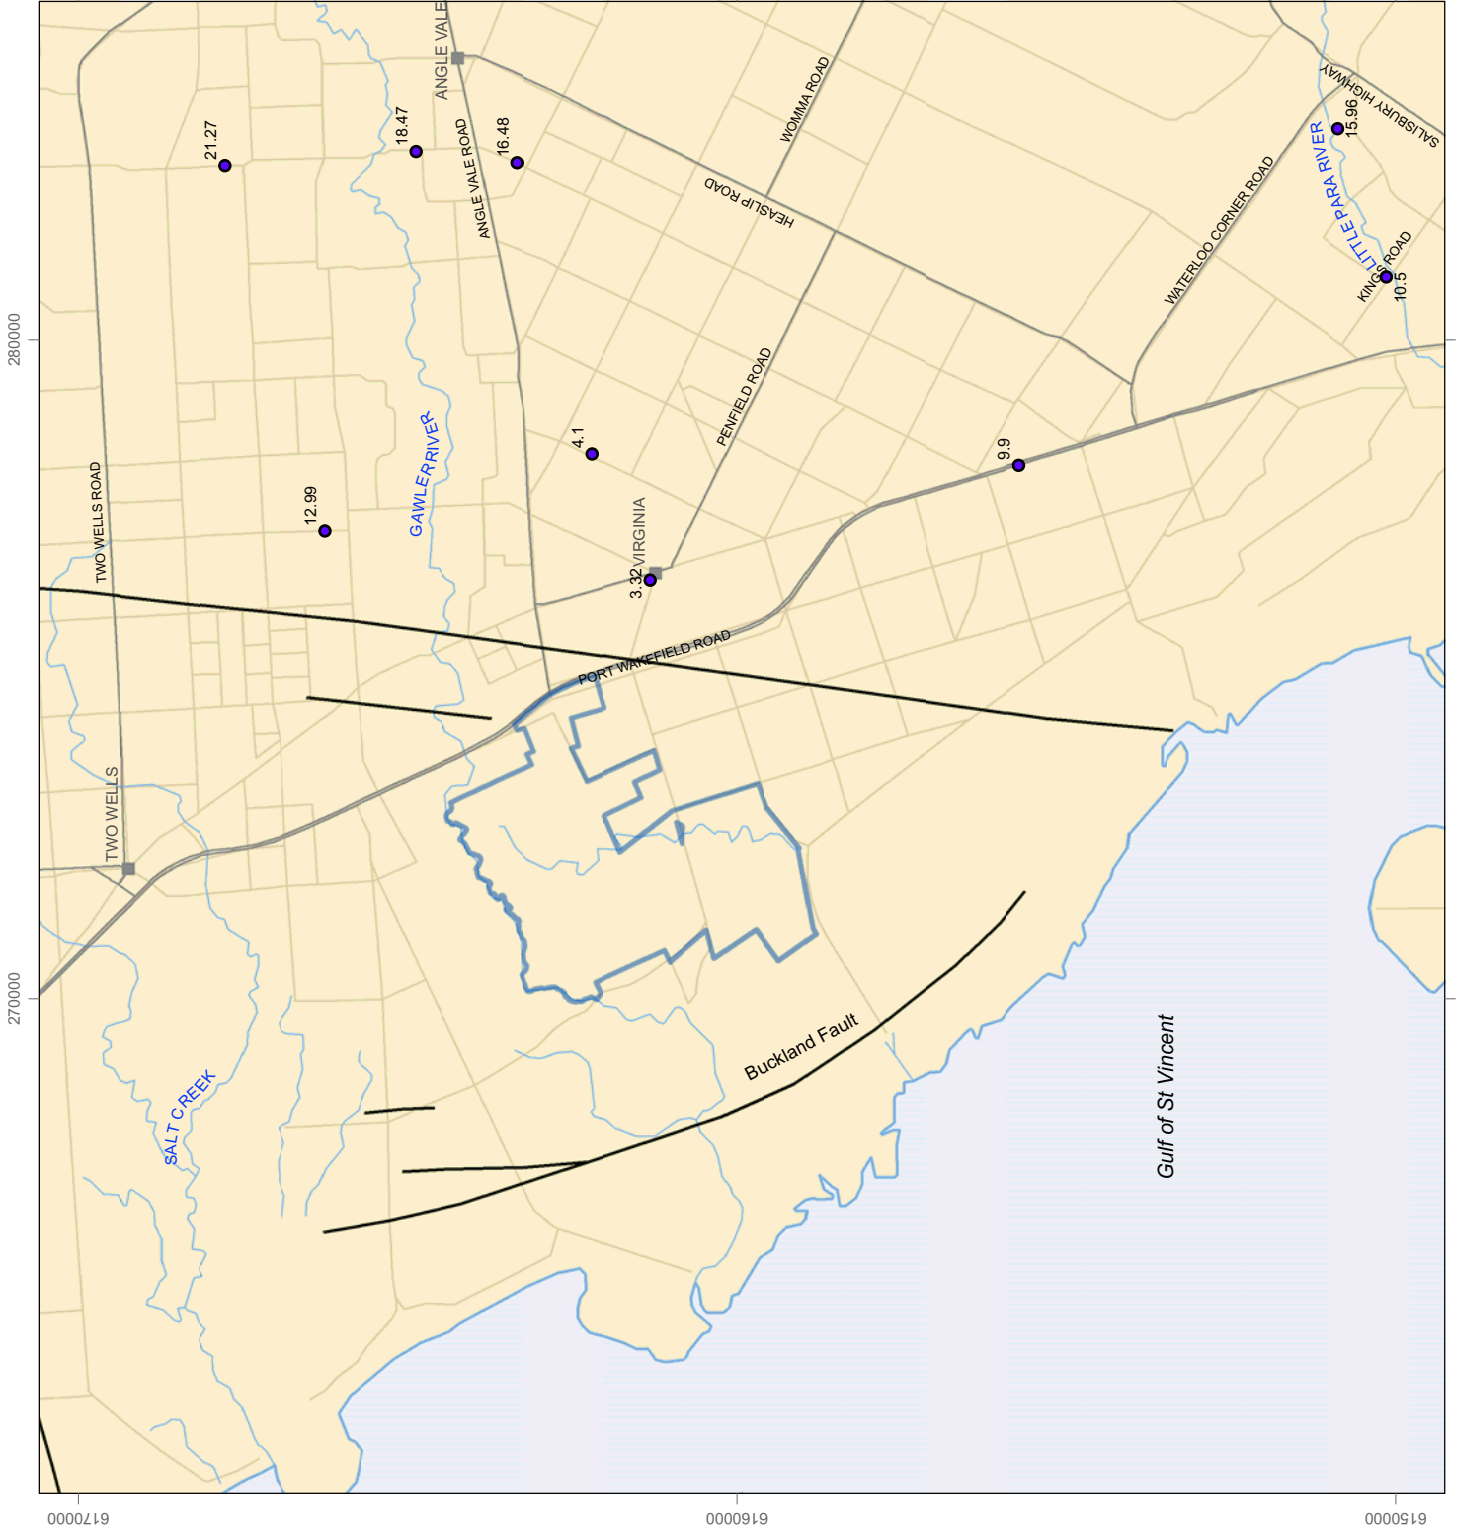 ANGLE VALE
21.27
18.47
16.48
ANGLE VALE ROAD
WOMMA ROAD
SALISBURY HIGHWAY
15.96
HEASLIP ROAD
WATERLOO CORNER ROAD
LITTLE PARA RIVER
KINGS ROAD
10.5
280000
PENFIELD ROAD
GAWLER RIVER
4.1
9.9
TWO WELLS ROAD
12.99
VIRGINIA
3.32
PORT WAKEFIELD ROAD
TWO WELLS
270000
Buckland Fault
Gulf of St Vincent
SALT CREEK
6170000
6160000
6150000